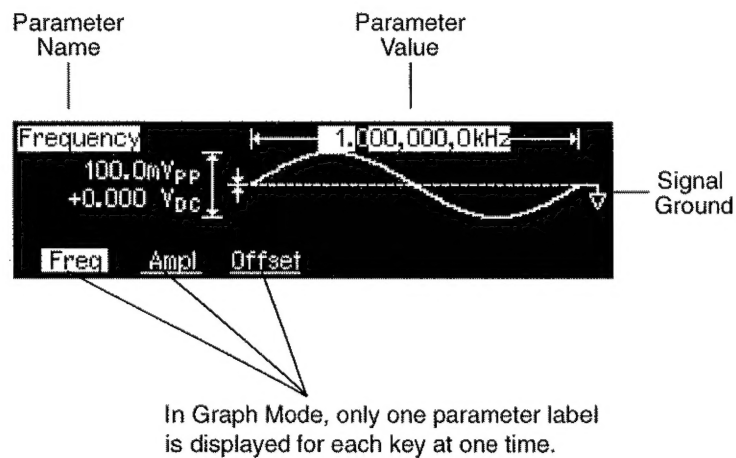 Parameter
Name
Parameter
Value
Frequency
1.000,000,0kHz
100.0mVPP
+0.000 VDC
Signal
Ground
Freq Ampl Offset
In Graph Mode, only one parameter label
is displayed for each key at one time.